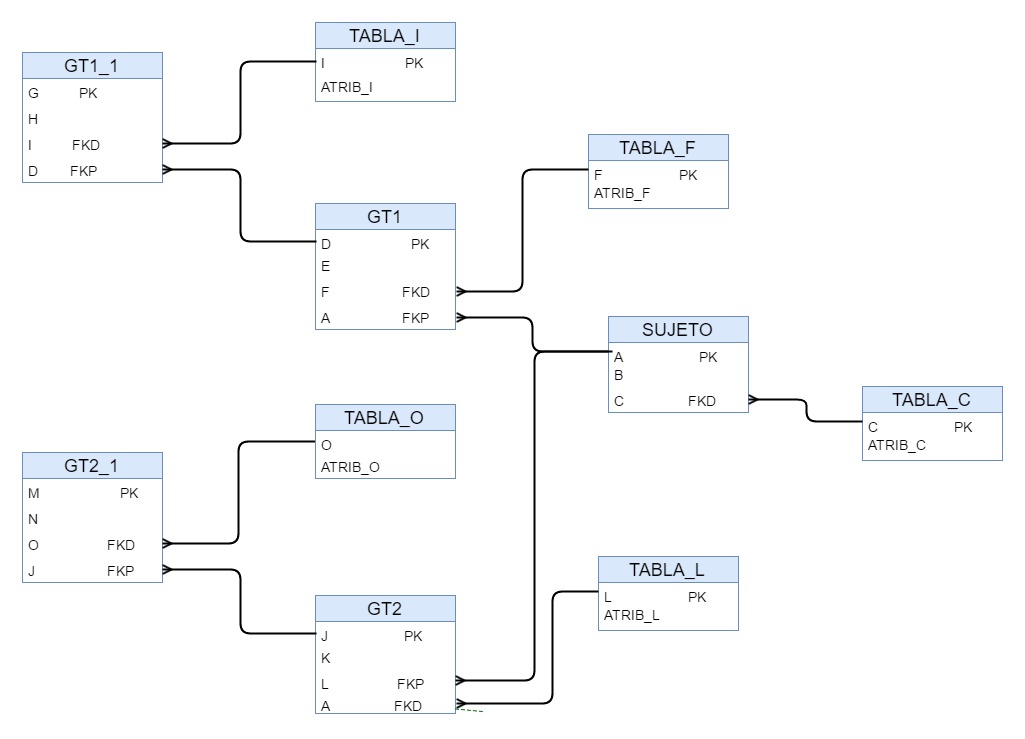 TABLA_I
I PK
ATRIB_I
GT1_1
G PK
H
I FKD
D FKP
TABLA_F
F PK
ATRIB_F
GT1
D PK
E
F FKD
A FKP
SUJETO
A PK
B
C FKD
TABLA_C
C PK
ATRIB_C
TABLA_O
O
ATRIB_O
GT2_1
M PK
N
O FKD
J FKP
TABLA_L
L PK
ATRIB_L
GT2
J PK
K
L FKP
A FKD